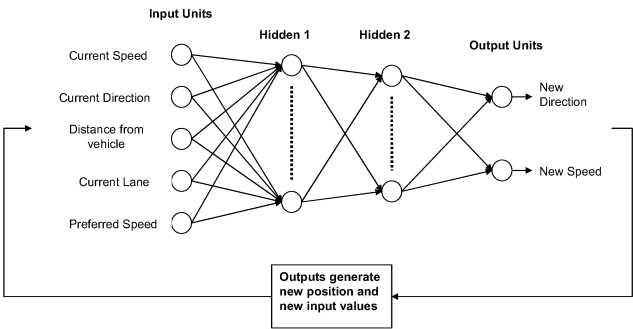 Input Units
Hidden 1
Hidden 2
Output Units
Current Speed
Current Direction
Distance from
vehicle
Current Lane
Preferred Speed
New
Direction
New Speed
Outputs generate
new position and
new input values